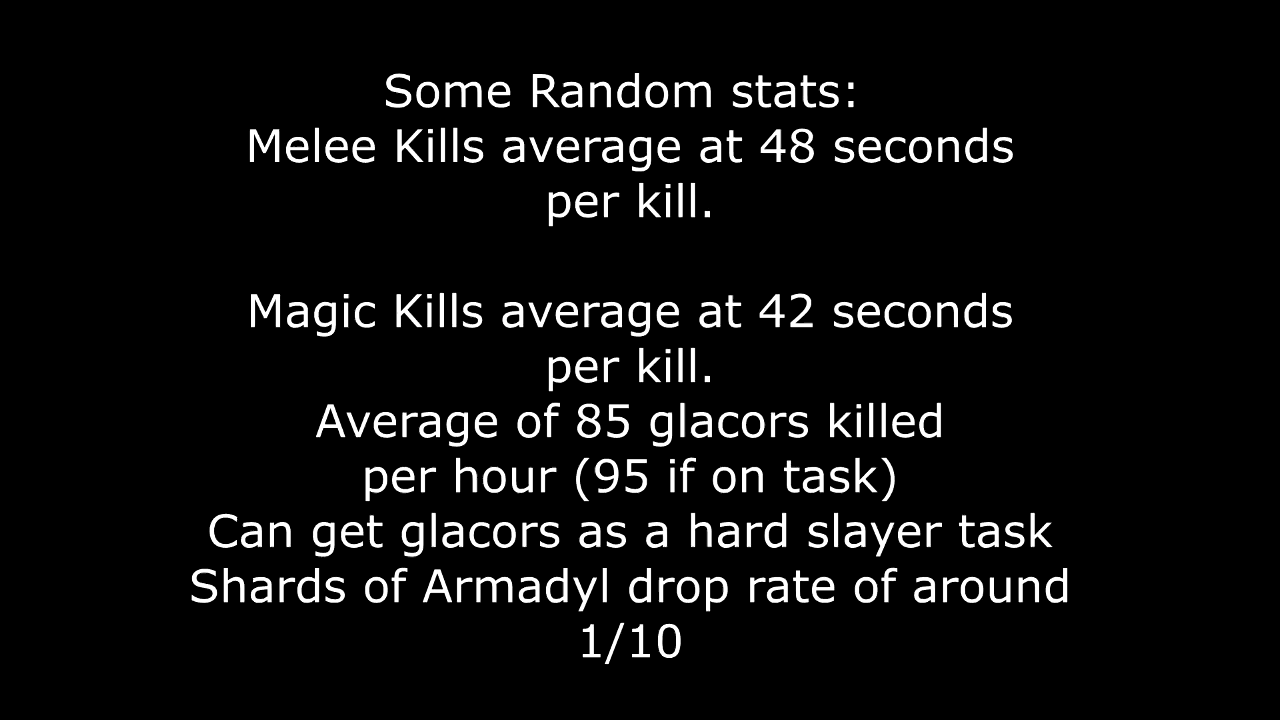 Some Random stats:
Melee Kills average at 48 seconds
per kill.
Magic Kills average at 42 seconds
per kill.
Average of 85 glacors killed
per hour (95 if on task)
Can get glacors as a hard slayer task
Shards of Armadyl drop rate of around
1/10